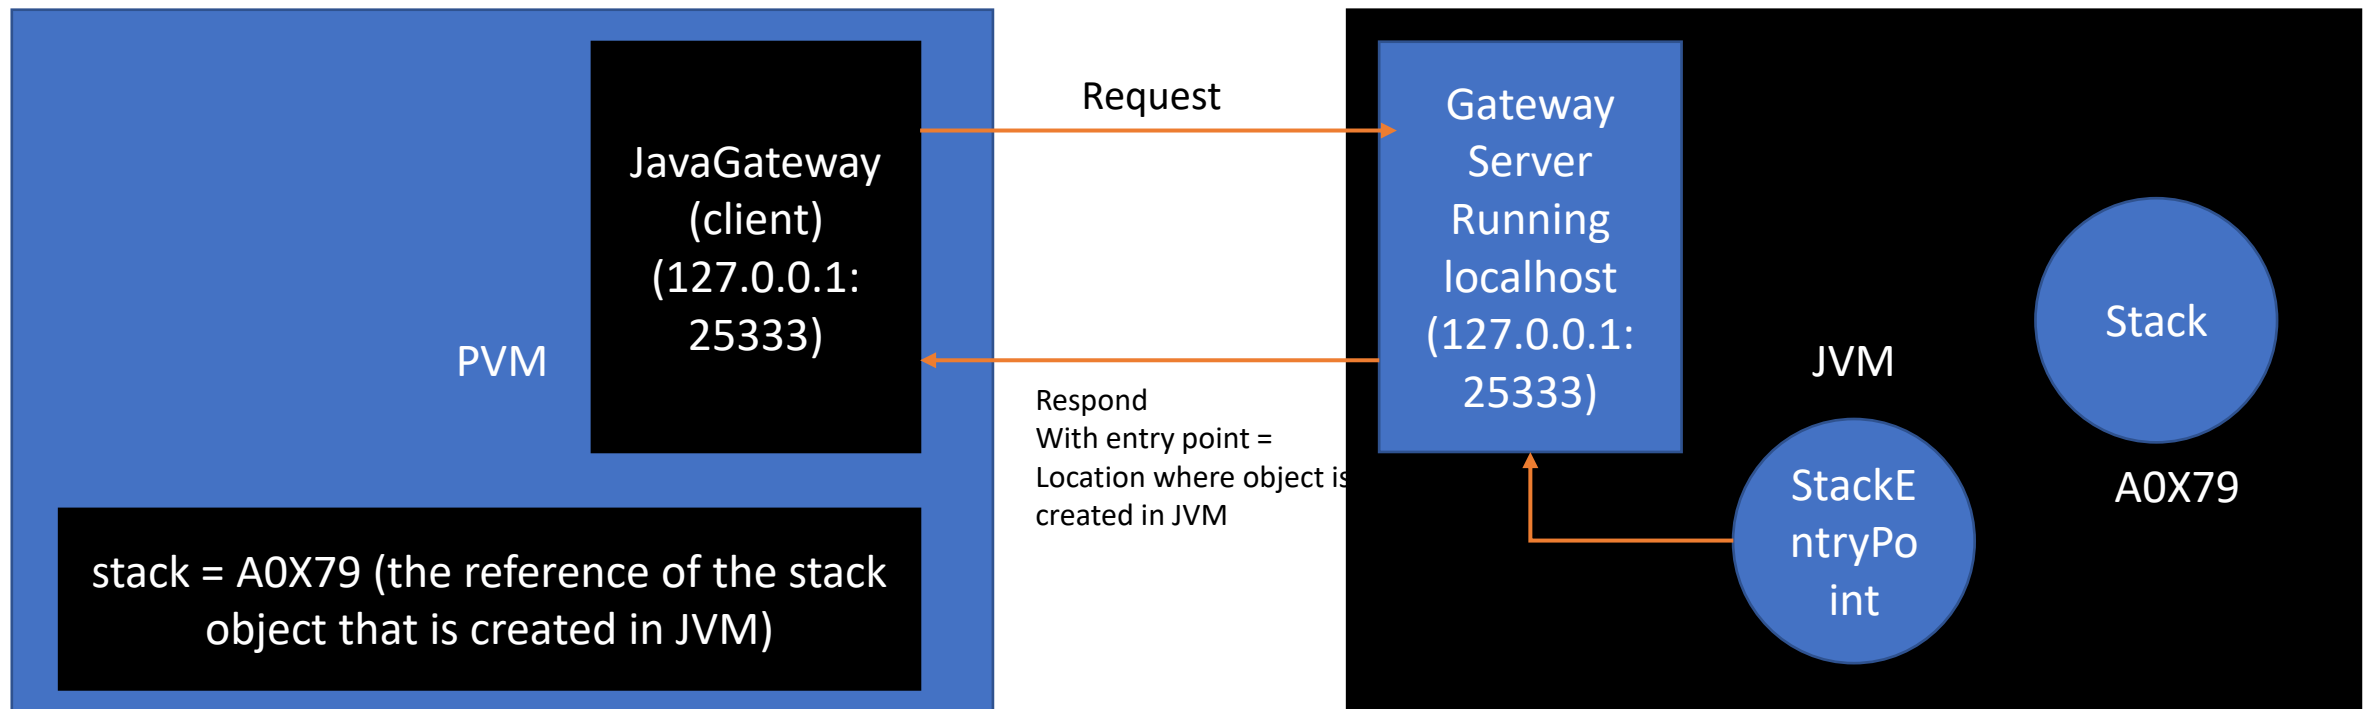 JavaGateway
(client)
(127.0.0.1:
25333)
PVM
stack = A0X79 (the reference of the stack
object that is created in JVM)
Request
Respond
With entry point =
Location where object is
created in JVM
Gateway
Server
Running
localhost
(127.0.0.1:
25333)
JVM
StackE
ntryPo
int
Stack
A0X79